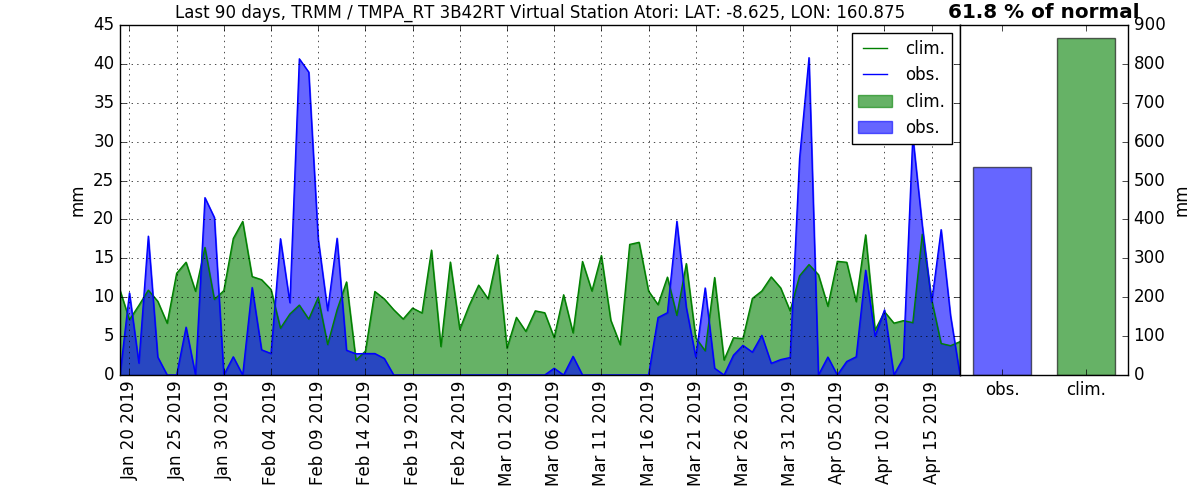 Last 90 days, TRMM / TMPA_RT 3B42RT Virtual Station Atori: LAT: -8.625, LON: 160.875
61.8 % of normal
45
40
35
30
25
20
15
10
5
0
mm
clim.
obs.
clim.
obs.
900
800
700
600
500
400
300
200
100
0
mm
Jan 20 2019
Jan 25 2019
Jan 30 2019
Feb 04 2019
Feb 09 2019
Feb 14 2019
Feb 19 2019
Feb 24 2019
Mar 01 2019
Mar 06 2019
Mar 11 2019
Mar 16 2019
Mar 21 2019
Mar 26 2019
Mar 31 2019
Apr 05 2019
Apr 10 2019
Apr 15 2019
obs.
clim.